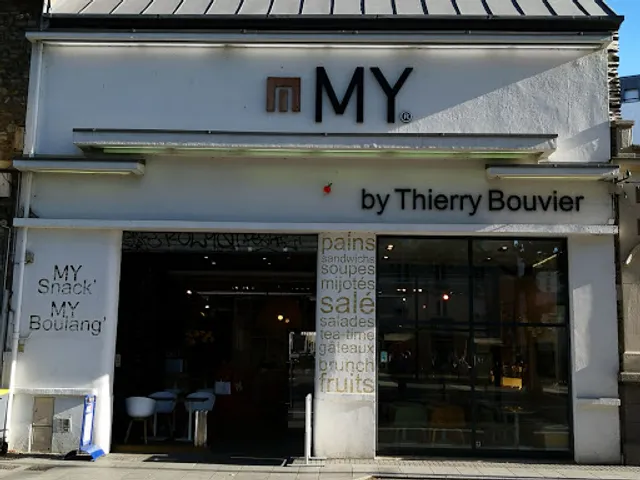 m MY®
by Thierry Bouvier
MY
Snack'
MY
Boulang'
pains
sandwichs
soupes
mijotés
salé
salades
tea-time
gâteaux
brunch
fruits